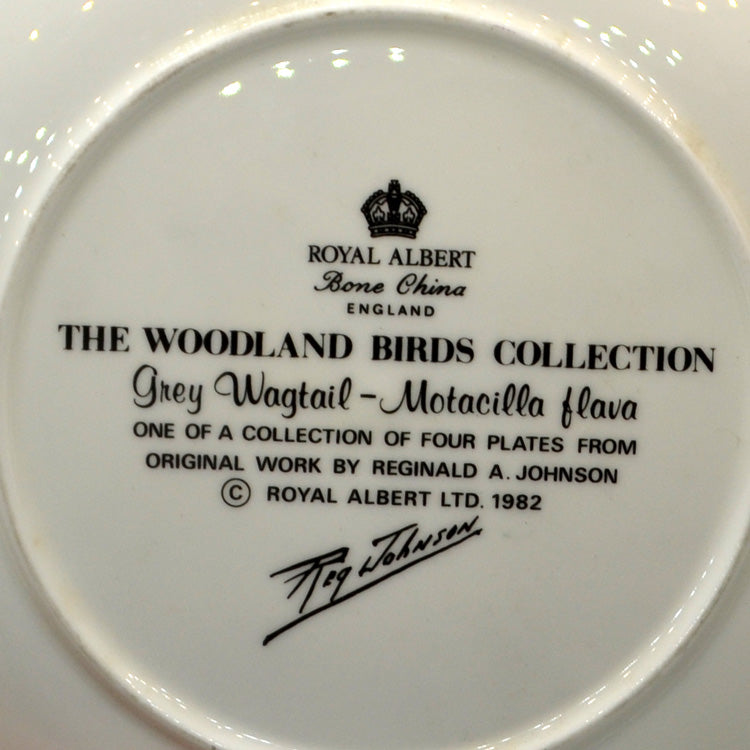 ROYAL ALBERT
Bone China
ENGLAND
THE WOODLAND BIRDS COLLECTION
Grey Wagtail - Motacilla flava
ONE OF A COLLECTION OF FOUR PLATES FROM
ORIGINAL WORK BY REGINALD A. JOHNSON
© ROYAL ALBERT LTD. 1982
Reg Johnson